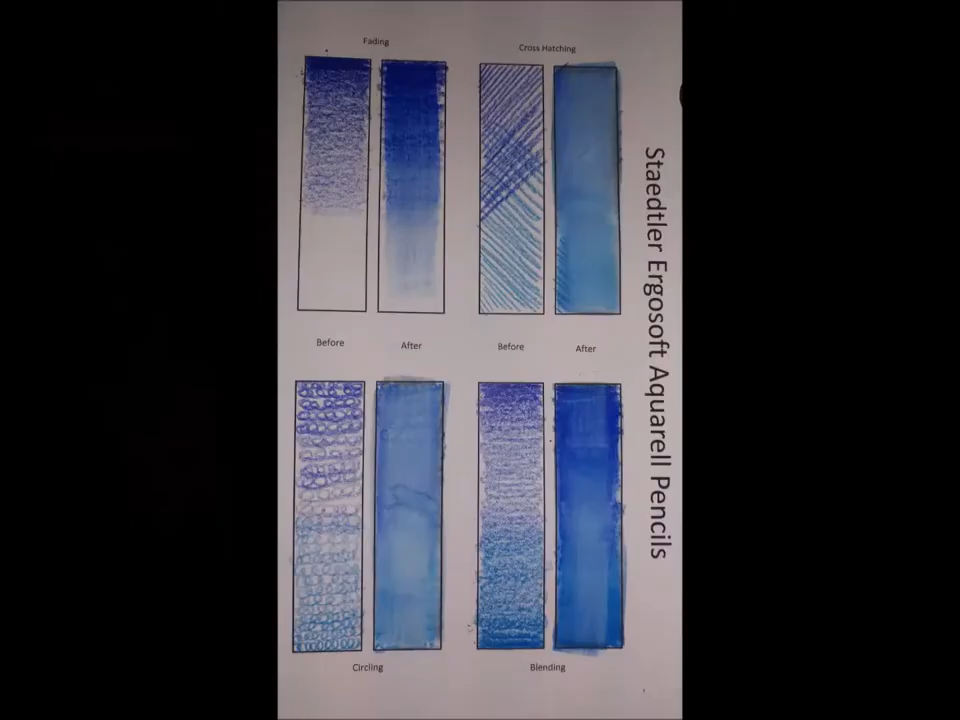 Staedtler Ergosoft Aquarell Pencils
Fading
Cross Hatching
Before
After
Before
After
Circling
Blending